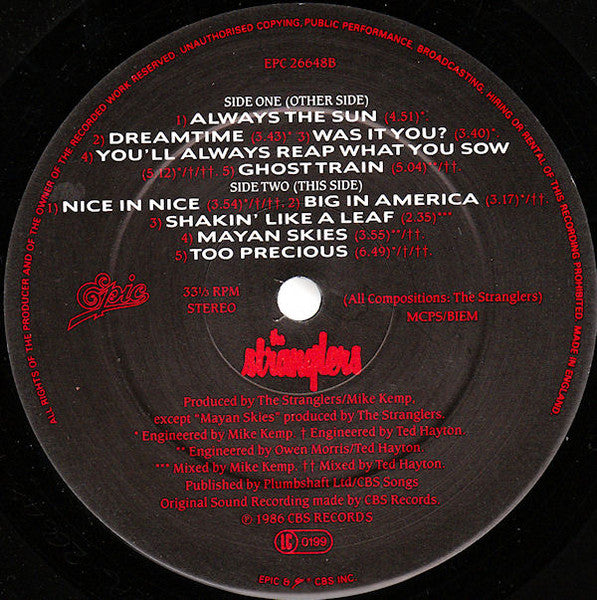 ALL RIGHTS OF THE PRODUCER AND OF THE OWNER OF THE RECORDED WORK RESERVED. UNAUTHORISED COPYING, PUBLIC PERFORMANCE, BROADCASTING, HIRING OR RENTAL OF THIS RECORDING PROHIBITED. MADE IN ENGLAND
EPC 26648B
SIDE ONE (OTHER SIDE)
1) ALWAYS THE SUN (4.51)*.
2) DREAMTIME (3.43)* 3) WAS IT YOU? (3.40)*.
4) YOU'LL ALWAYS REAP WHAT YOU SOW
(5.12)*/†/††. 5) GHOST TRAIN (5.04)**/††.
SIDE TWO (THIS SIDE)
1) NICE IN NICE (3.54)*/†/††. 2) BIG IN AMERICA (3.17)*/††.
3) SHAKIN' LIKE A LEAF (2.35)***
4) MAYAN SKIES (3.55)**/††.
5) TOO PRECIOUS (6.49)*/†/††.
Epic
33⅓ RPM
STEREO
(All Compositions: The Stranglers)
MCPS/BIEM
the
stranglers
Produced by The Stranglers/Mike Kemp.
except "Mayan Skies" produced by The Stranglers.
* Engineered by Mike Kemp. † Engineered by Ted Hayton.
** Engineered by Owen Morris/Ted Hayton.
*** Mixed by Mike Kemp. †† Mixed by Ted Hayton.
Published by Plumbshaft Ltd/CBS Songs
Original Sound Recording made by CBS Records.
℗ 1986 CBS RECORDS
LC 0199
EPIC & CBS INC.